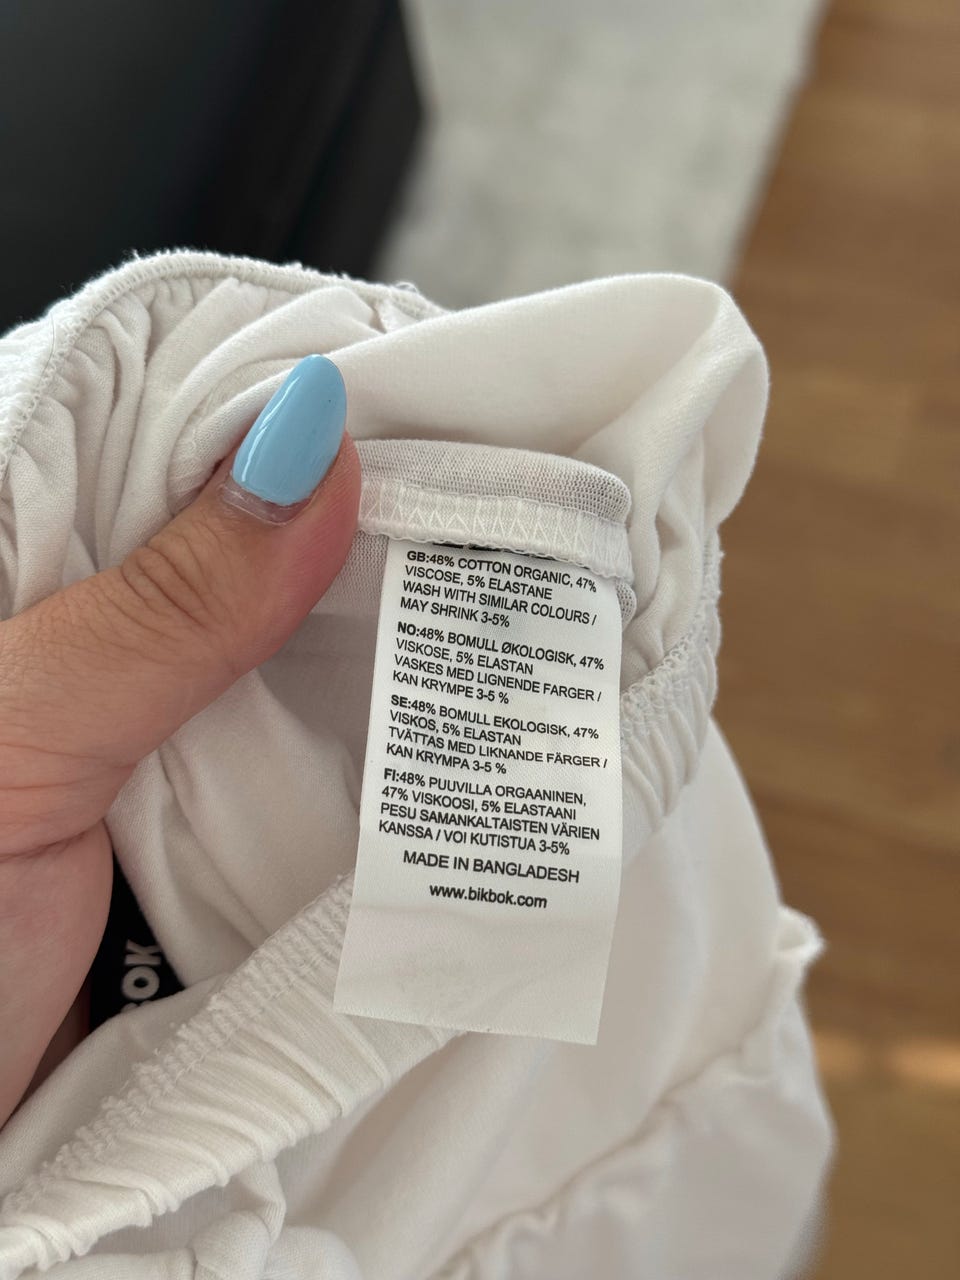 GB:48% COTTON ORGANIC, 47%
VISCOSE, 5% ELASTANE
WASH WITH SIMILAR COLOURS /
MAY SHRINK 3-5%
NO:48% BOMULL ØKOLOGISK, 47%
VISKOSE, 5% ELASTAN
VASKES MED LIGNENDE FARGER /
KAN KRYMPE 3-5 %
SE:48% BOMULL EKOLOGISK, 47%
VISKOS, 5% ELASTAN
TVÄTTAS MED LIKNANDE FÄRGER /
KAN KRYMPA 3-5 %
FI:48% PUUVILLA ORGAANINEN,
47% VISKOOSI, 5% ELASTAANI
PESU SAMANKALTAISTEN VÄRIEN
KANSSA / VOI KUTISTUA 3-5%
MADE IN BANGLADESH
www.bikbok.com